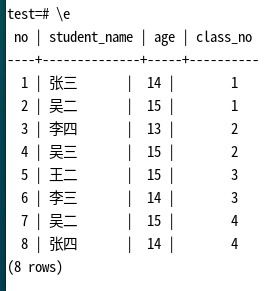 test=# \e
 no | student_name | age | class_no
----+--------------+-----+----------
  1 | 张三         |  14 |        1
  2 | 吴二         |  15 |        1
  3 | 李四         |  13 |        2
  4 | 吴三         |  15 |        2
  5 | 王二         |  15 |        3
  6 | 李三         |  14 |        3
  7 | 吴二         |  15 |        4
  8 | 张四         |  14 |        4
(8 rows)